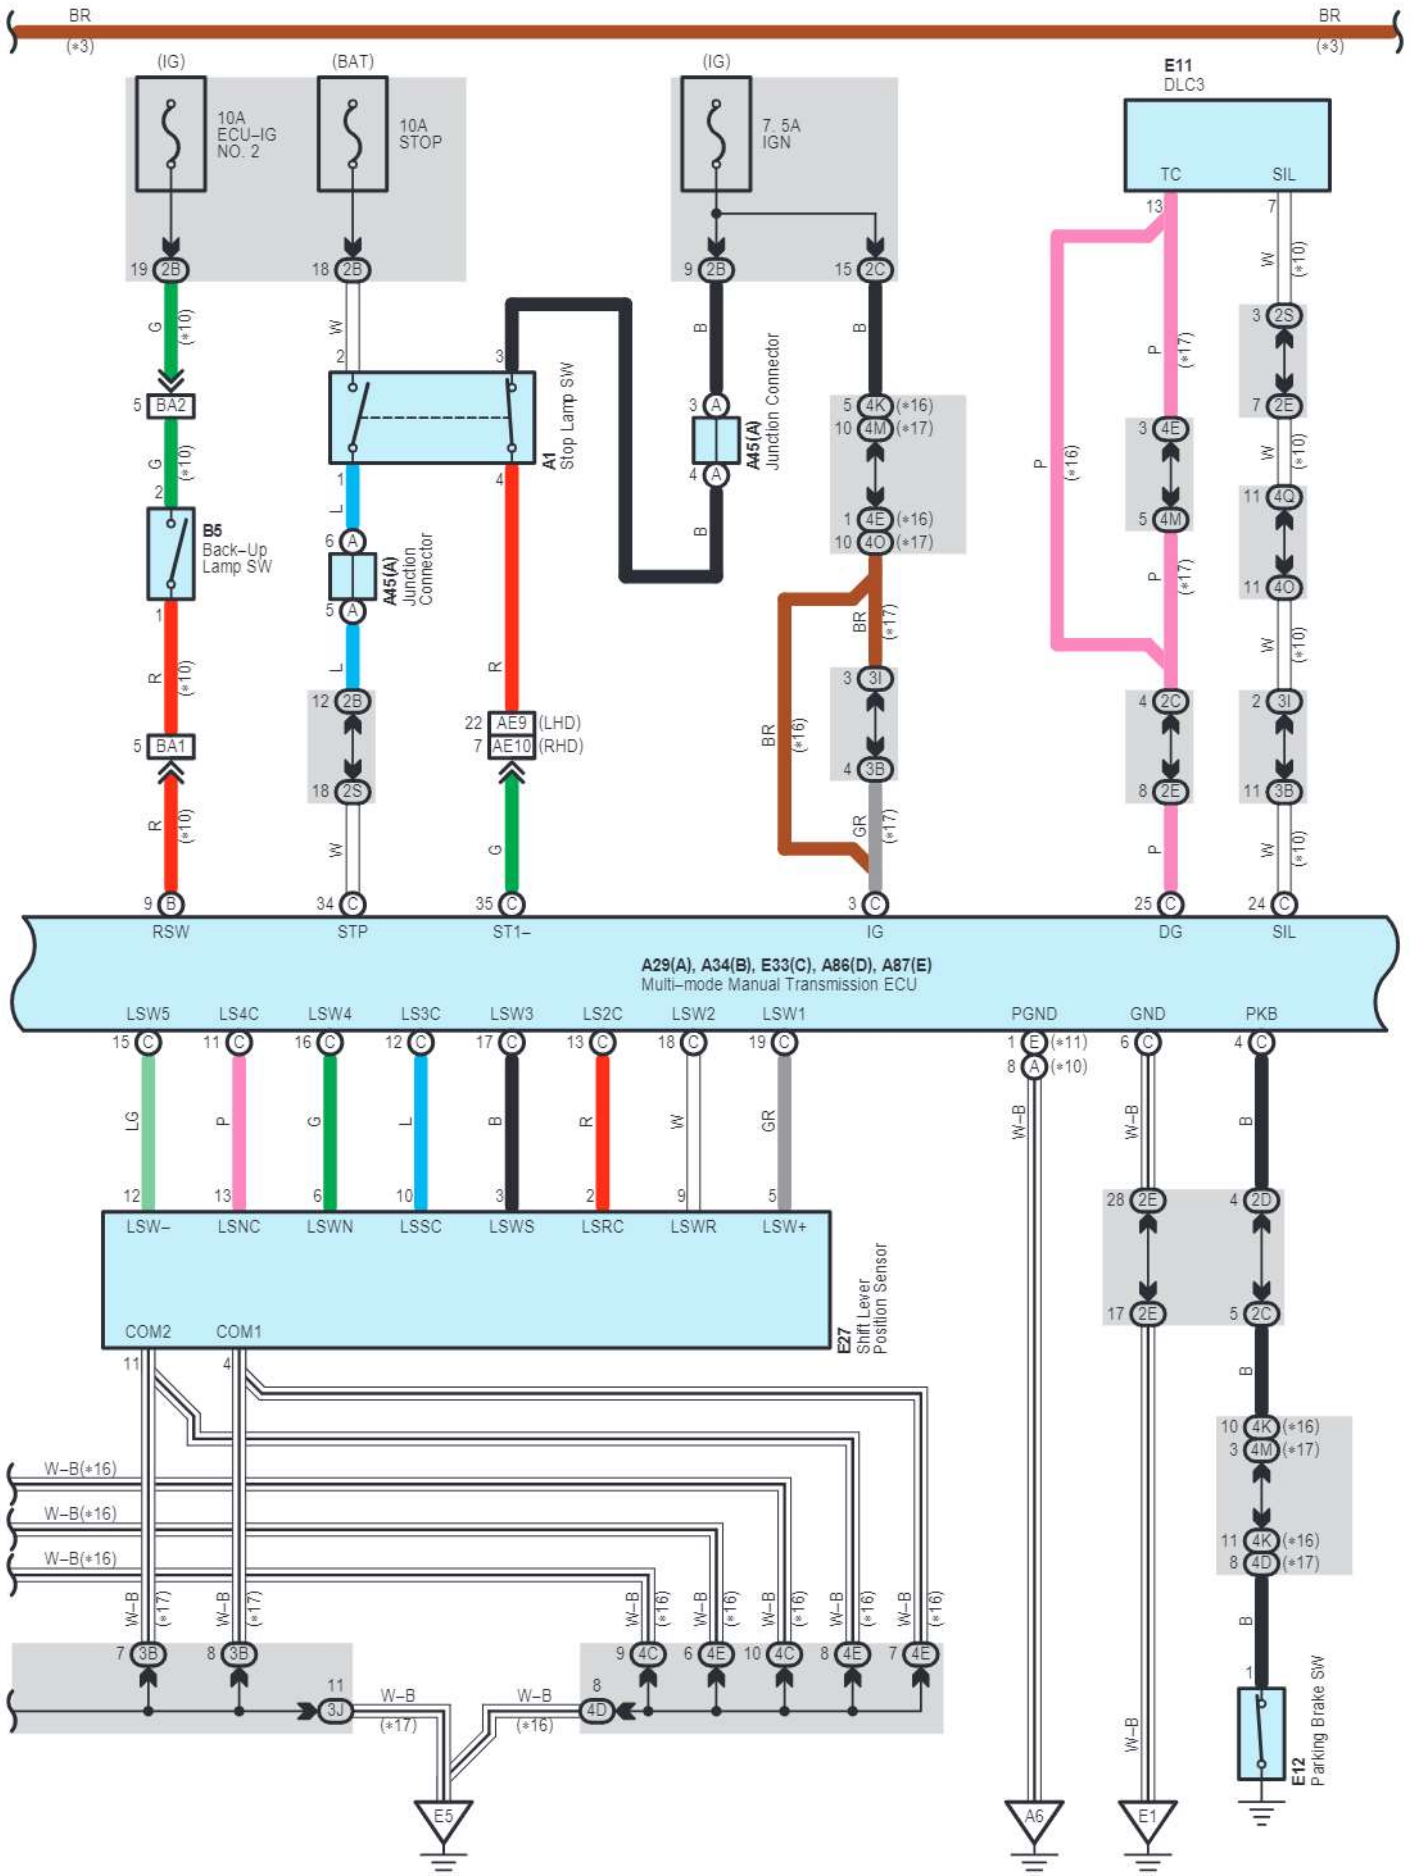 BR
BR
(*3)
(*3)
(IG)
(BAT)
(IG)
E11
DLC3
10A
ECU–IG
NO. 2
10A
STOP
7. 5A
IGN
TC
SIL
13
7
19 2B
18 2B
9 2B
15 2C
G
(*10)
W
B
B
W
(*10)
3 2S
2
3
P
(*17)
5 BA2
3 A
5 4K (*16)
10 4M (*17)
7 2E
3 4E
A1
Stop Lamp SW
A45(A)
Junction Connector
G
(*10)
W
(*10)
P
(*16)
1
4
4 A
2
11 4Q
B5
Back–Up
Lamp SW
L
B
1 4E (*16)
10 4O (*17)
5 4M
6 A
A45(A)
Junction
Connector
5 A
P
(*17)
11 4O
1
BR
(*17)
R
(*10)
L
R
W
(*10)
3 3I
12 2B
4 2C
2 3I
5 BA1
22 AE9 (LHD)
7 AE10 (RHD)
BR
(*16)
4 3B
18 2S
8 2E
11 3B
R
(*10)
W
G
GR
(*17)
P
W
(*10)
9 B
34 C
35 C
3 C
25 C
24 C
RSW
STP
ST1–
IG
DG
SIL
A29(A), A34(B), E33(C), A86(D), A87(E)
Multi–mode Manual Transmission ECU
LSW5
LS4C
LSW4
LS3C
LSW3
LS2C
LSW2
LSW1
PGND
GND
PKB
15 C
11 C
16 C
12 C
17 C
13 C
18 C
19 C
1 E (*11)
8 A (*10)
6 C
4 C
LG
P
G
L
B
R
W
GR
W–B
W–B
B
12
13
6
10
3
2
9
5
28 2E
4 2D
LSW–
LSNC
LSWN
LSSC
LSWS
LSRC
LSWR
LSW+
E27
Shift Lever
Position Sensor
17 2E
5 2C
COM2
COM1
11
4
B
10 4K (*16)
3 4M (*17)
W–B(*16)
W–B(*16)
W–B(*16)
11 4K (*16)
8 4D (*17)
W–B
(*17)
W–B
(*17)
W–B
(*16)
W–B
(*16)
W–B
(*16)
W–B
(*16)
W–B
(*16)
B
7 3B
8 3B
9 4C
6 4E
10 4C
8 4E
7 4E
1
11
3J
W–B
(*17)
W–B
(*16)
8
4D
W–B
E12
Parking Brake SW
E5
A6
E1